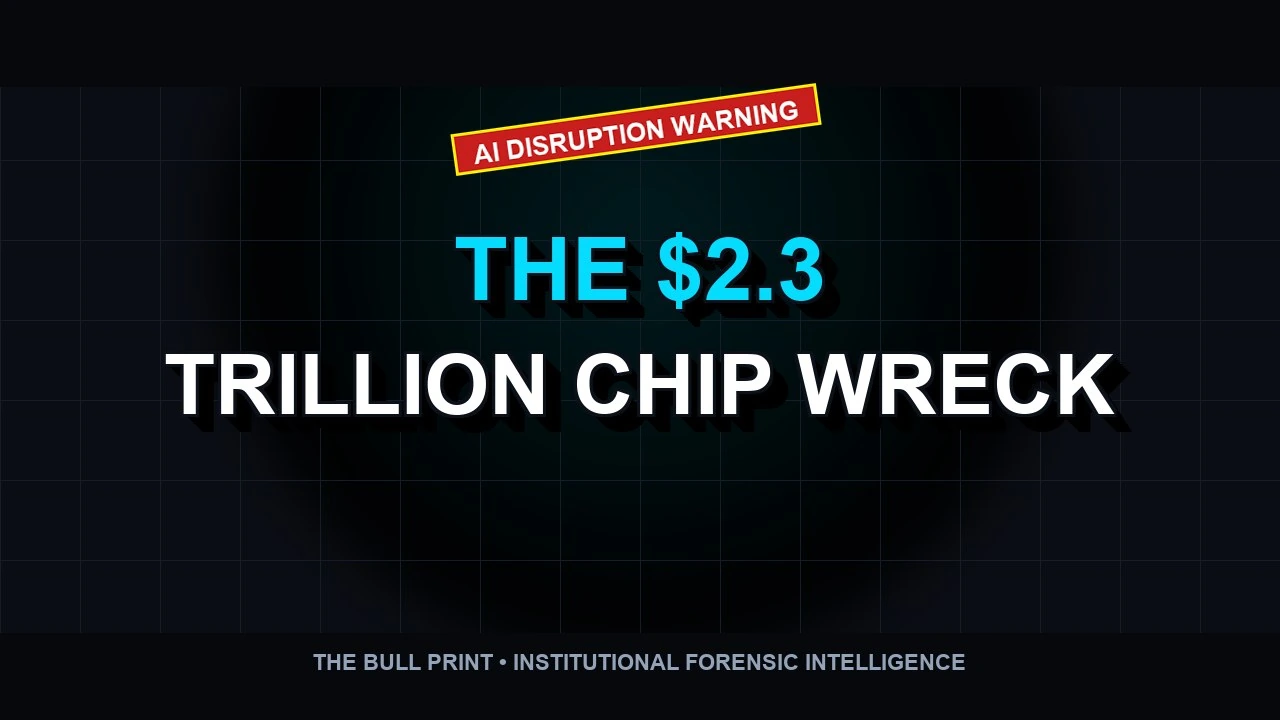 AI DISRUPTION WARNING
THE $2.3
TRILLION CHIP WRECK
THE BULL PRINT • INSTITUTIONAL FORENSIC INTELLIGENCE